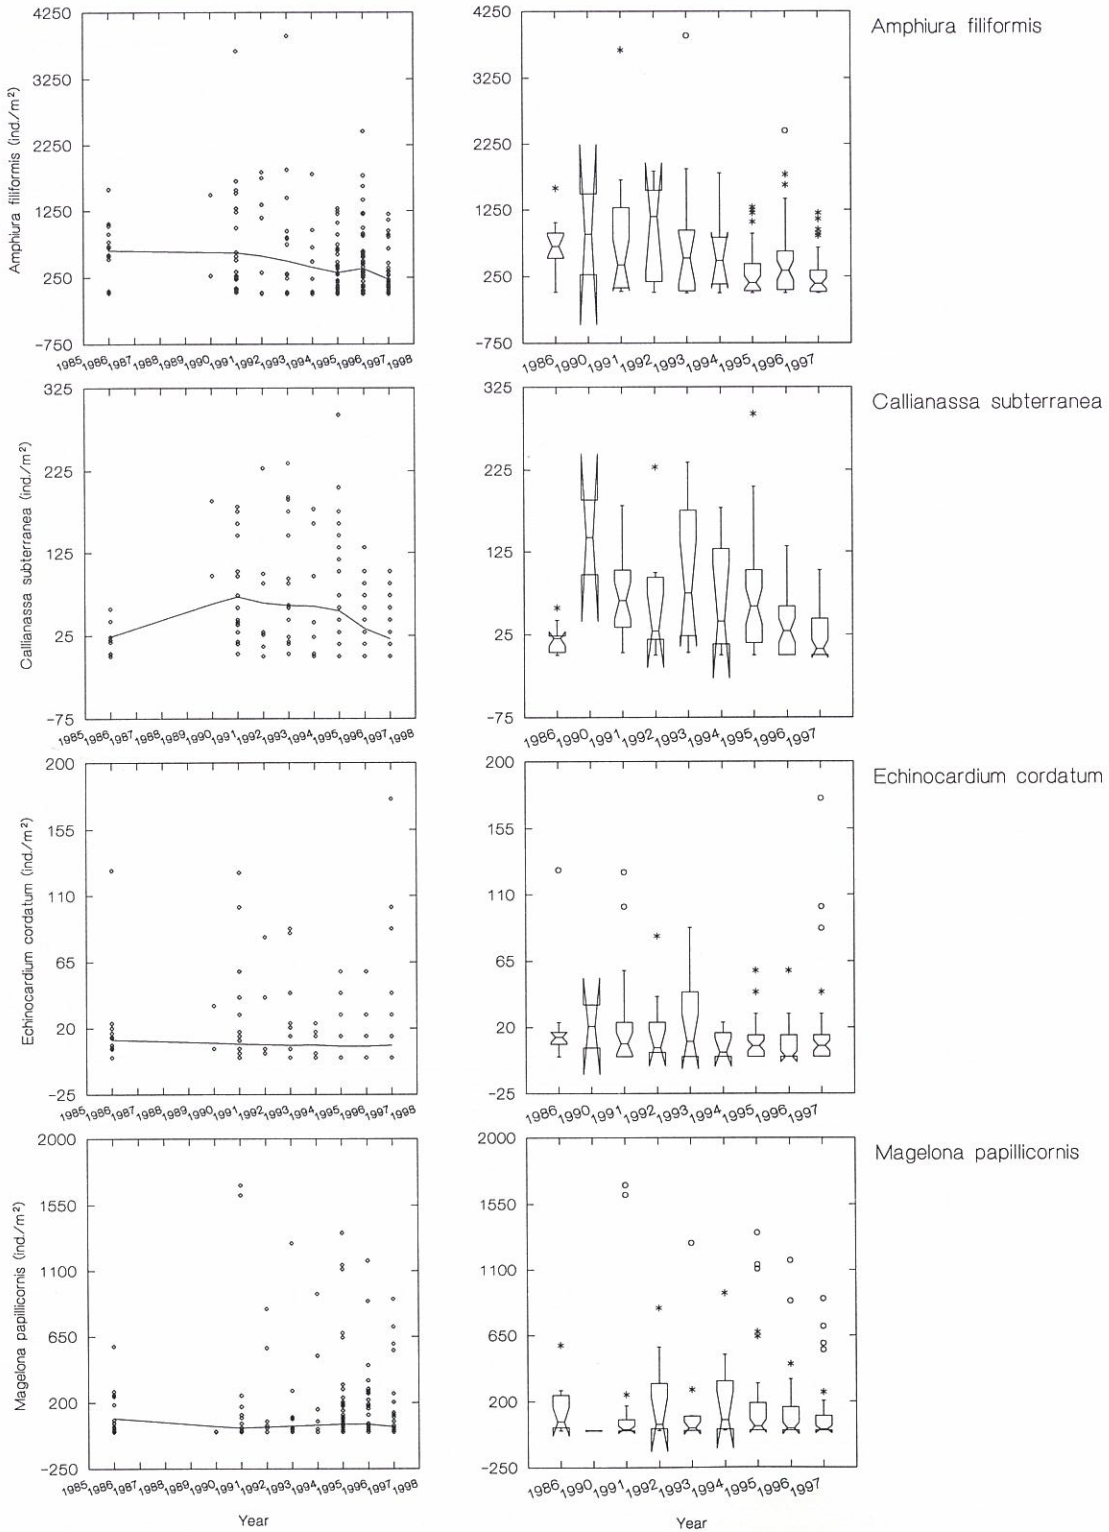 Amphiura filiformis
Amphiura filiformis (ind./m²)
4250
3250
2250
1250
250
-750
1985 1986 1987 1988 1989 1990 1991 1992 1993 1994 1995 1996 1997 1998
4250
3250
2250
1250
250
-750
1986 1990 1991 1992 1993 1994 1995 1996 1997
Callianassa subterranea
Callianassa subterranea (ind./m²)
325
225
125
25
-75
1985 1986 1987 1988 1989 1990 1991 1992 1993 1994 1995 1996 1997 1998
325
225
125
25
-75
1986 1990 1991 1992 1993 1994 1995 1996 1997
Echinocardium cordatum
Echinocardium cordatum (ind./m²)
200
155
110
65
20
-25
1985 1986 1987 1988 1989 1990 1991 1992 1993 1994 1995 1996 1997 1998
200
155
110
65
20
-25
1986 1990 1991 1992 1993 1994 1995 1996 1997
Magelona papillicornis
Magelona papillicornis (ind./m²)
2000
1550
1100
650
200
-250
1985 1986 1987 1988 1989 1990 1991 1992 1993 1994 1995 1996 1997 1998
Year
2000
1550
1100
650
200
-250
1986 1990 1991 1992 1993 1994 1995 1996 1997
Year